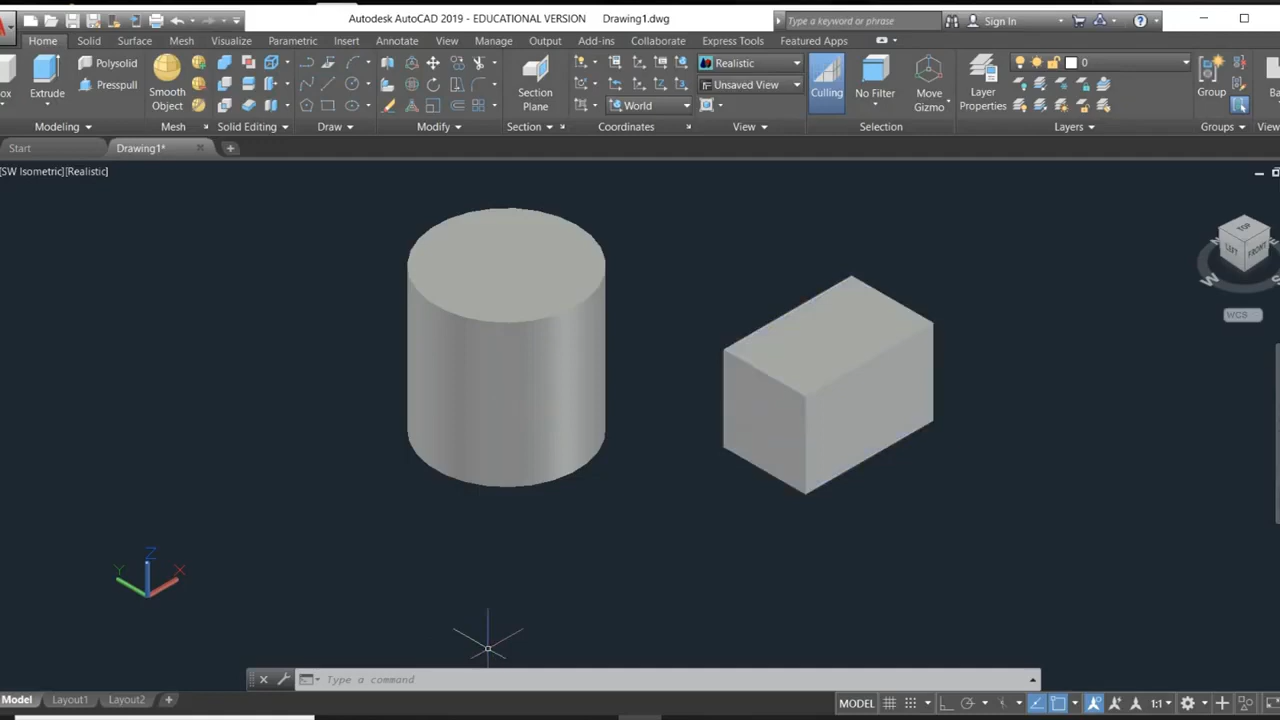 Autodesk AutoCAD 2019 - EDUCATIONAL VERSION Drawing1.dwg
Type a keyword or phrase
Sign In
Home Solid Surface Mesh Visualize Parametric Insert Annotate View Manage Output Add-ins Collaborate Express Tools Featured Apps
Polysolid
Presspull
Extrude
Smooth Object
Section Plane
World
Realistic
Unsaved View
Culling
No Filter
Move Gizmo
Layer Properties
0
Group
Modeling Mesh Solid Editing Draw Modify Section Coordinates View Selection Layers Groups
Start Drawing1*
[SW Isometric][Realistic]
TOP
LEFT FRONT
W
WCS
Z
Y X
Type a command
Model Layout1 Layout2
MODEL
1:1